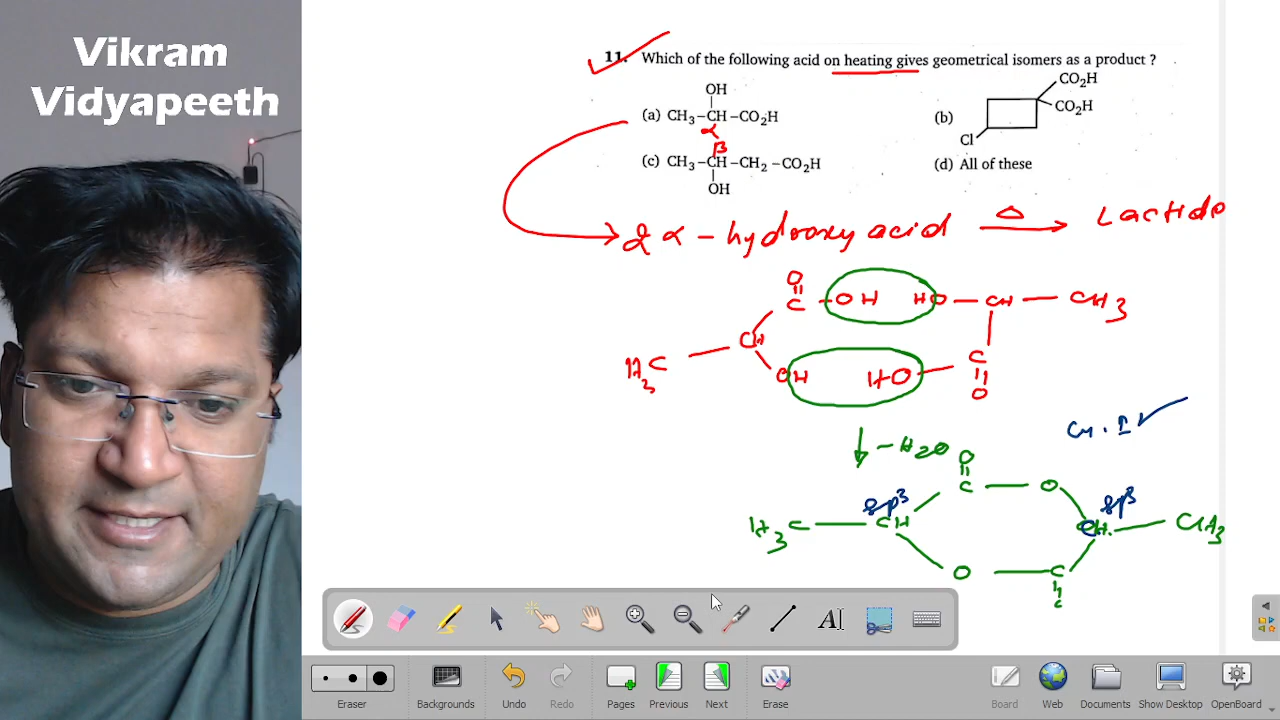 Vikram
Vidyapeeth
11. Which of the following acid on heating gives geometrical isomers as a product ?
OH
(a) CH3–CH–CO2H
α
(b)
CO2H
CO2H
Cl
β
(c) CH3–CH–CH2–CO2H
OH
(d) All of these
2 α – hydroxy acid Δ Lactide
O
C – OH HO – CH – CH3
CH
H3C
OH HO C
O
– H2O
G.I
O
C – O
sp3
sp3
H3C – CH
CH. – CH3
O – C
Eraser
Backgrounds
Undo
Redo
Pages
Previous
Next
Erase
Board
Web
Documents
Show Desktop
OpenBoard